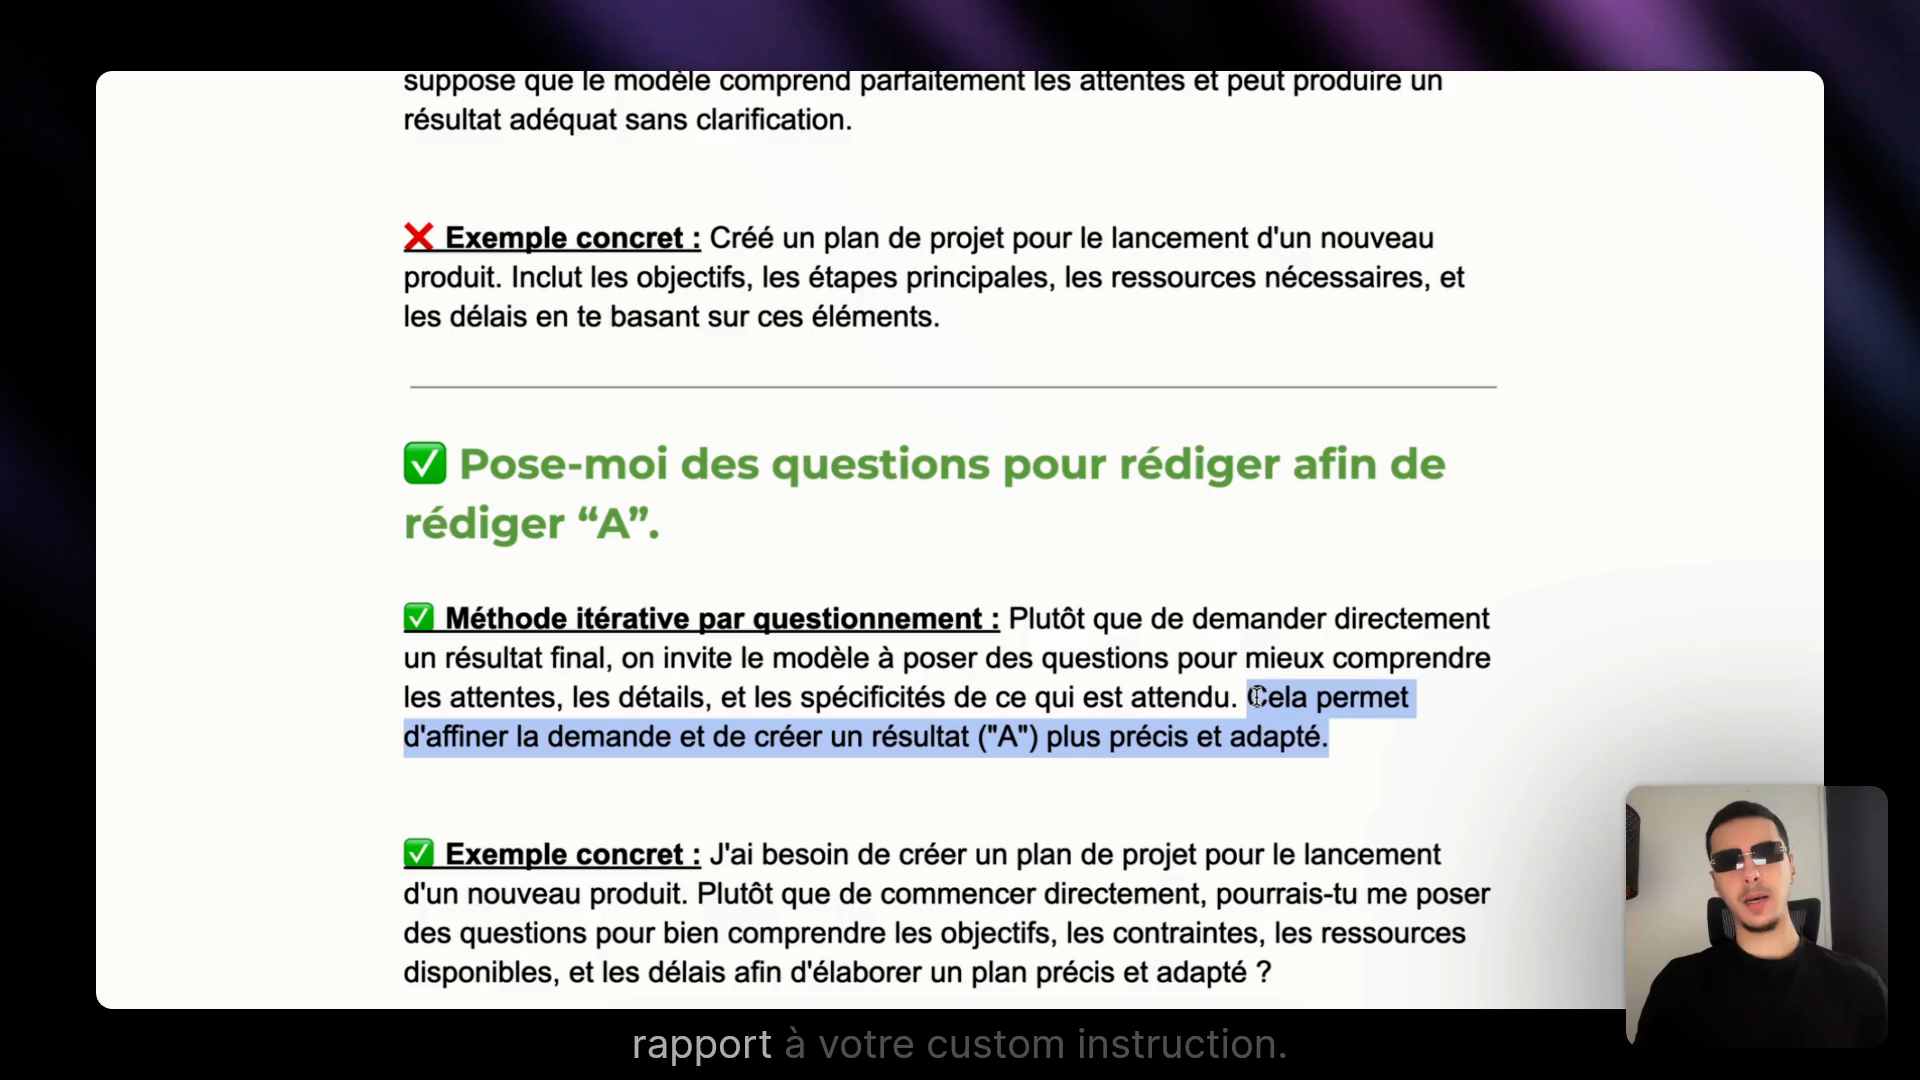 suppose que le modèle comprend parfaitement les attentes et peut produire un
résultat adéquat sans clarification.
❌ Exemple concret : Créé un plan de projet pour le lancement d'un nouveau
produit. Inclut les objectifs, les étapes principales, les ressources nécessaires, et
les délais en te basant sur ces éléments.
✅ Pose-moi des questions pour rédiger afin de
rédiger “A”.
✅ Méthode itérative par questionnement : Plutôt que de demander directement
un résultat final, on invite le modèle à poser des questions pour mieux comprendre
les attentes, les détails, et les spécificités de ce qui est attendu. Cela permet
d'affiner la demande et de créer un résultat ("A") plus précis et adapté.
✅ Exemple concret : J'ai besoin de créer un plan de projet pour le lancement
d'un nouveau produit. Plutôt que de commencer directement, pourrais-tu me poser
des questions pour bien comprendre les objectifs, les contraintes, les ressources
disponibles, et les délais afin d'élaborer un plan précis et adapté ?
rapport à votre custom instruction.